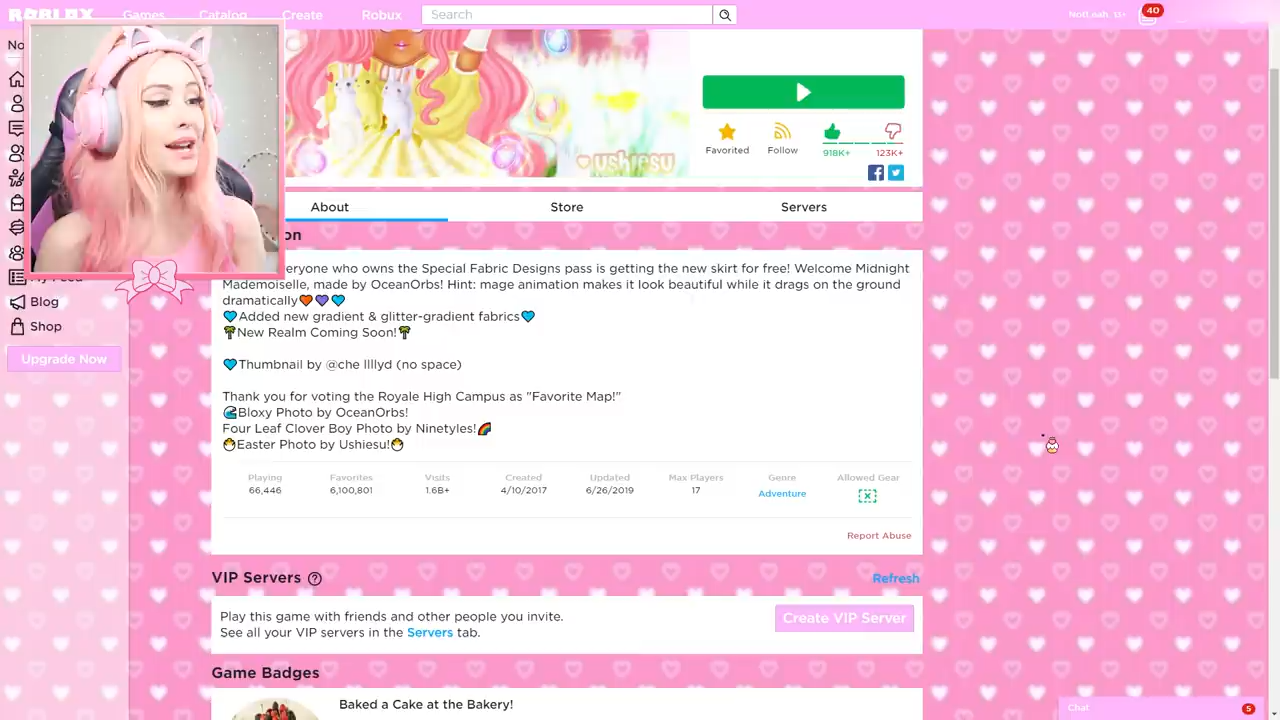 ROBLOX Games Catalog Create Robux Search NotLeah 13+ 40
ushiesu
Favorited Follow 918K+ 123K+
About Store Servers
eryone who owns the Special Fabric Designs pass is getting the new skirt for free! Welcome Midnight
Mademoiselle, made by OceanOrbs! Hint: mage animation makes it look beautiful while it drags on the ground
dramatically🧡💜💙
💙Added new gradient & glitter-gradient fabrics💙
🌴New Realm Coming Soon!🌴
💙Thumbnail by @che llllyd (no space)
Thank you for voting the Royale High Campus as "Favorite Map!"
🌊Bloxy Photo by OceanOrbs!
Four Leaf Clover Boy Photo by Ninetyles!🌈
🐣Easter Photo by Ushiesu!🐣
Playing Favorites Visits Created Updated Max Players Genre Allowed Gear
66,446 6,100,801 1.6B+ 4/10/2017 6/26/2019 17 Adventure
Report Abuse
My Feed
Blog
Shop
Upgrade Now
VIP Servers Refresh
Play this game with friends and other people you invite.
See all your VIP servers in the Servers tab.
Create VIP Server
Game Badges
Baked a Cake at the Bakery!
Chat 5